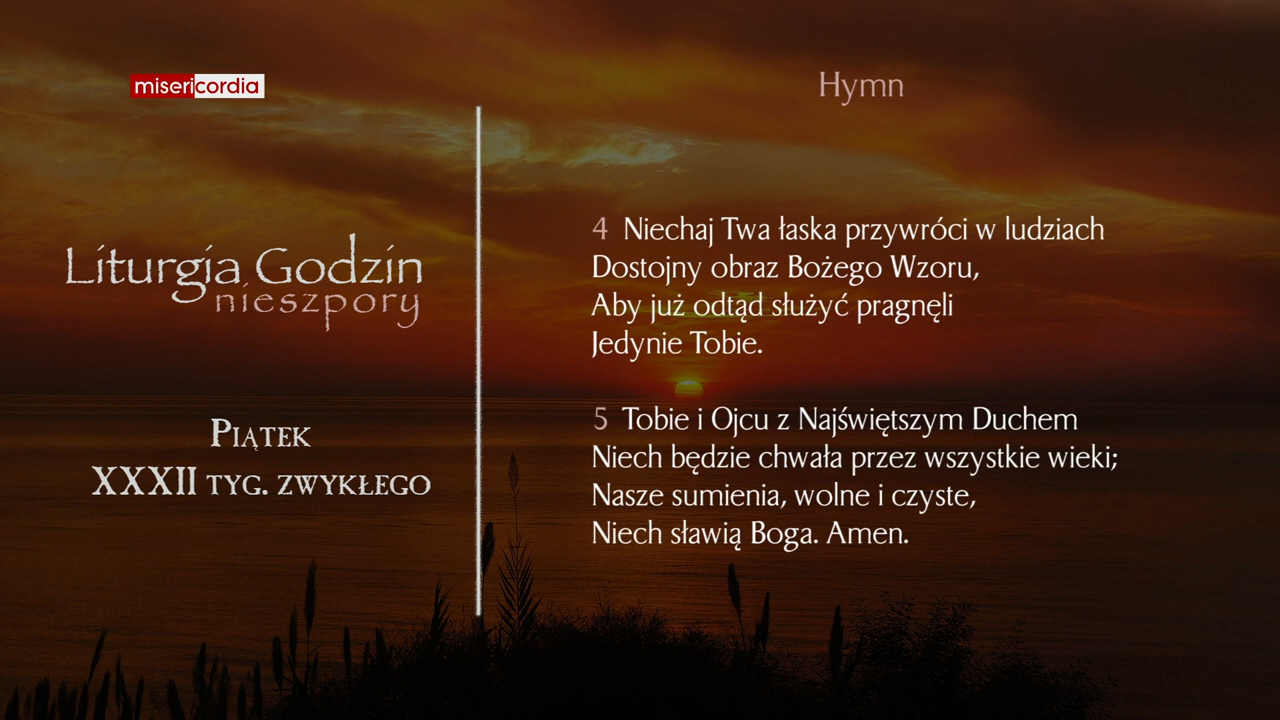 misericordia
Liturgia Godzin
nieszpory
Piątek
XXXII tyg. zwykłego
Hymn
4 Niechaj Twa łaska przywróci w ludziach
Dostojny obraz Bożego Wzoru,
Aby już odtąd służyć pragnęli
Jedynie Tobie.
5 Tobie i Ojcu z Najświętszym Duchem
Niech będzie chwała przez wszystkie wieki;
Nasze sumienia, wolne i czyste,
Niech sławią Boga. Amen.